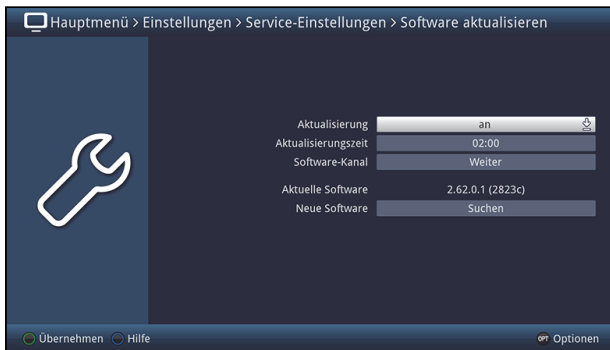 Hauptmenü > Einstellungen > Service-Einstellungen > Software aktualisieren
Aktualisierung an
Aktualisierungszeit 02:00
Software-Kanal Weiter
Aktuelle Software 2.62.0.1 (2823c)
Neue Software Suchen
Übernehmen Hilfe OPT Optionen